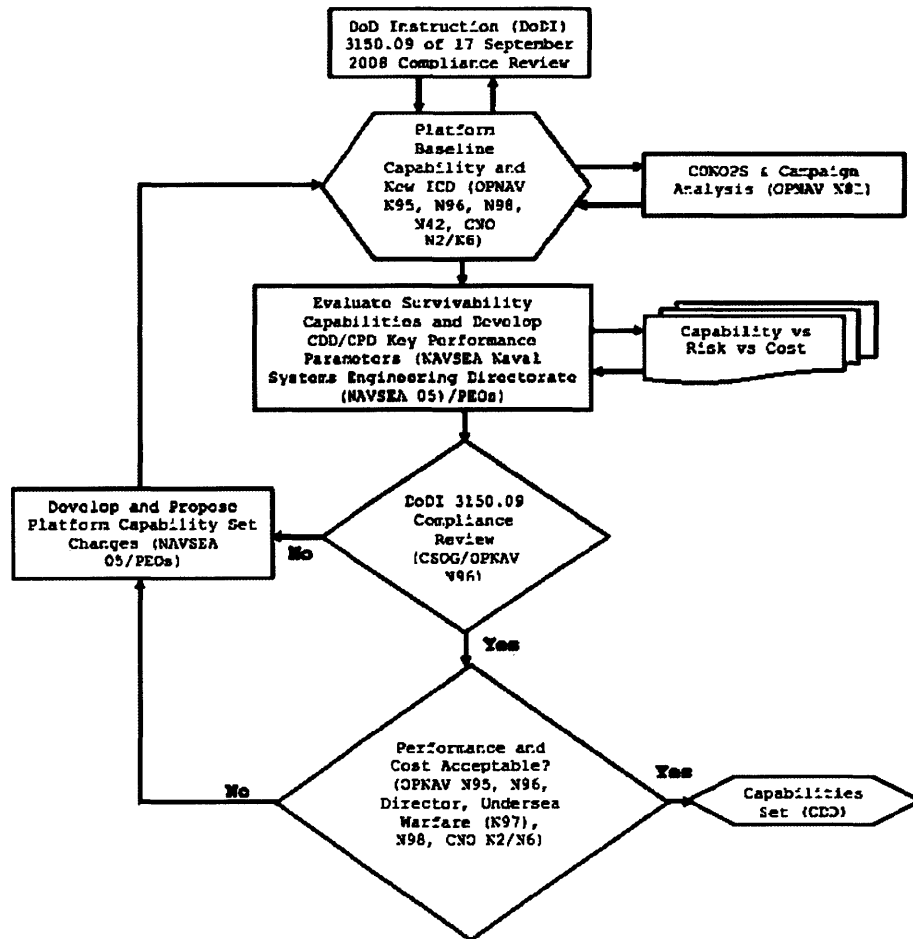 DoD Instruction (DoDI)
3150.09 of 17 September
2008 Compliance Review
Platform
Baseline
Capability and
New ICD (OPNAV
N95, N96, N98,
N42, CNO
N2/N6)
CONOPS & Campaign
Analysis (OPNAV N81)
Evaluate Survivability
Capabilities and Develop
CDD/CPD Key Performance
Parameters (NAVSEA Naval
Systems Engineering Directorate
(NAVSEA 05)/PEOs)
Capability vs
Risk vs Cost
DoDI 3150.09
Compliance
Review
(CSOG/OPNAV
N96)
Develop and Propose
Platform Capability Set
Changes (NAVSEA
05/PEOs)
No
Yes
Performance and
Cost Acceptable?
(OPNAV N95, N96,
Director, Undersea
Warfare (N97),
N98, CNO N2/N6)
No
Yes
Capabilities
Set (CDD)